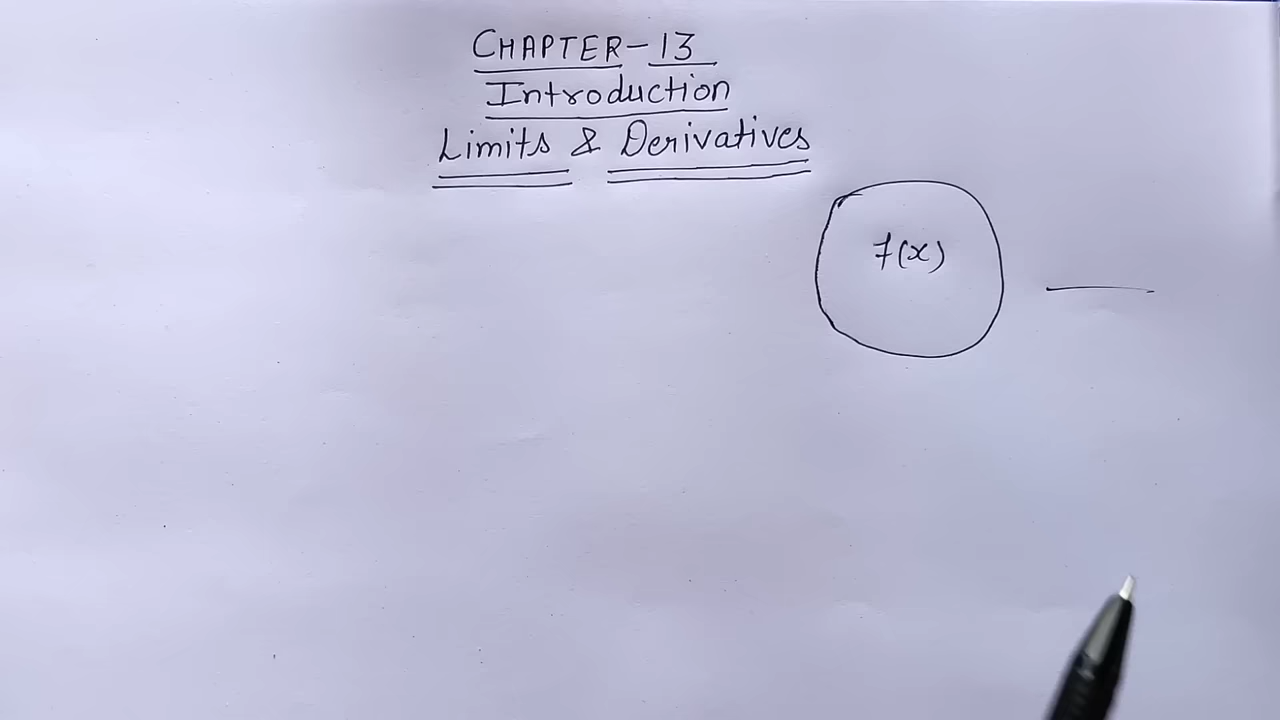 CHAPTER-13
Introduction
Limits & Derivatives
f(x)